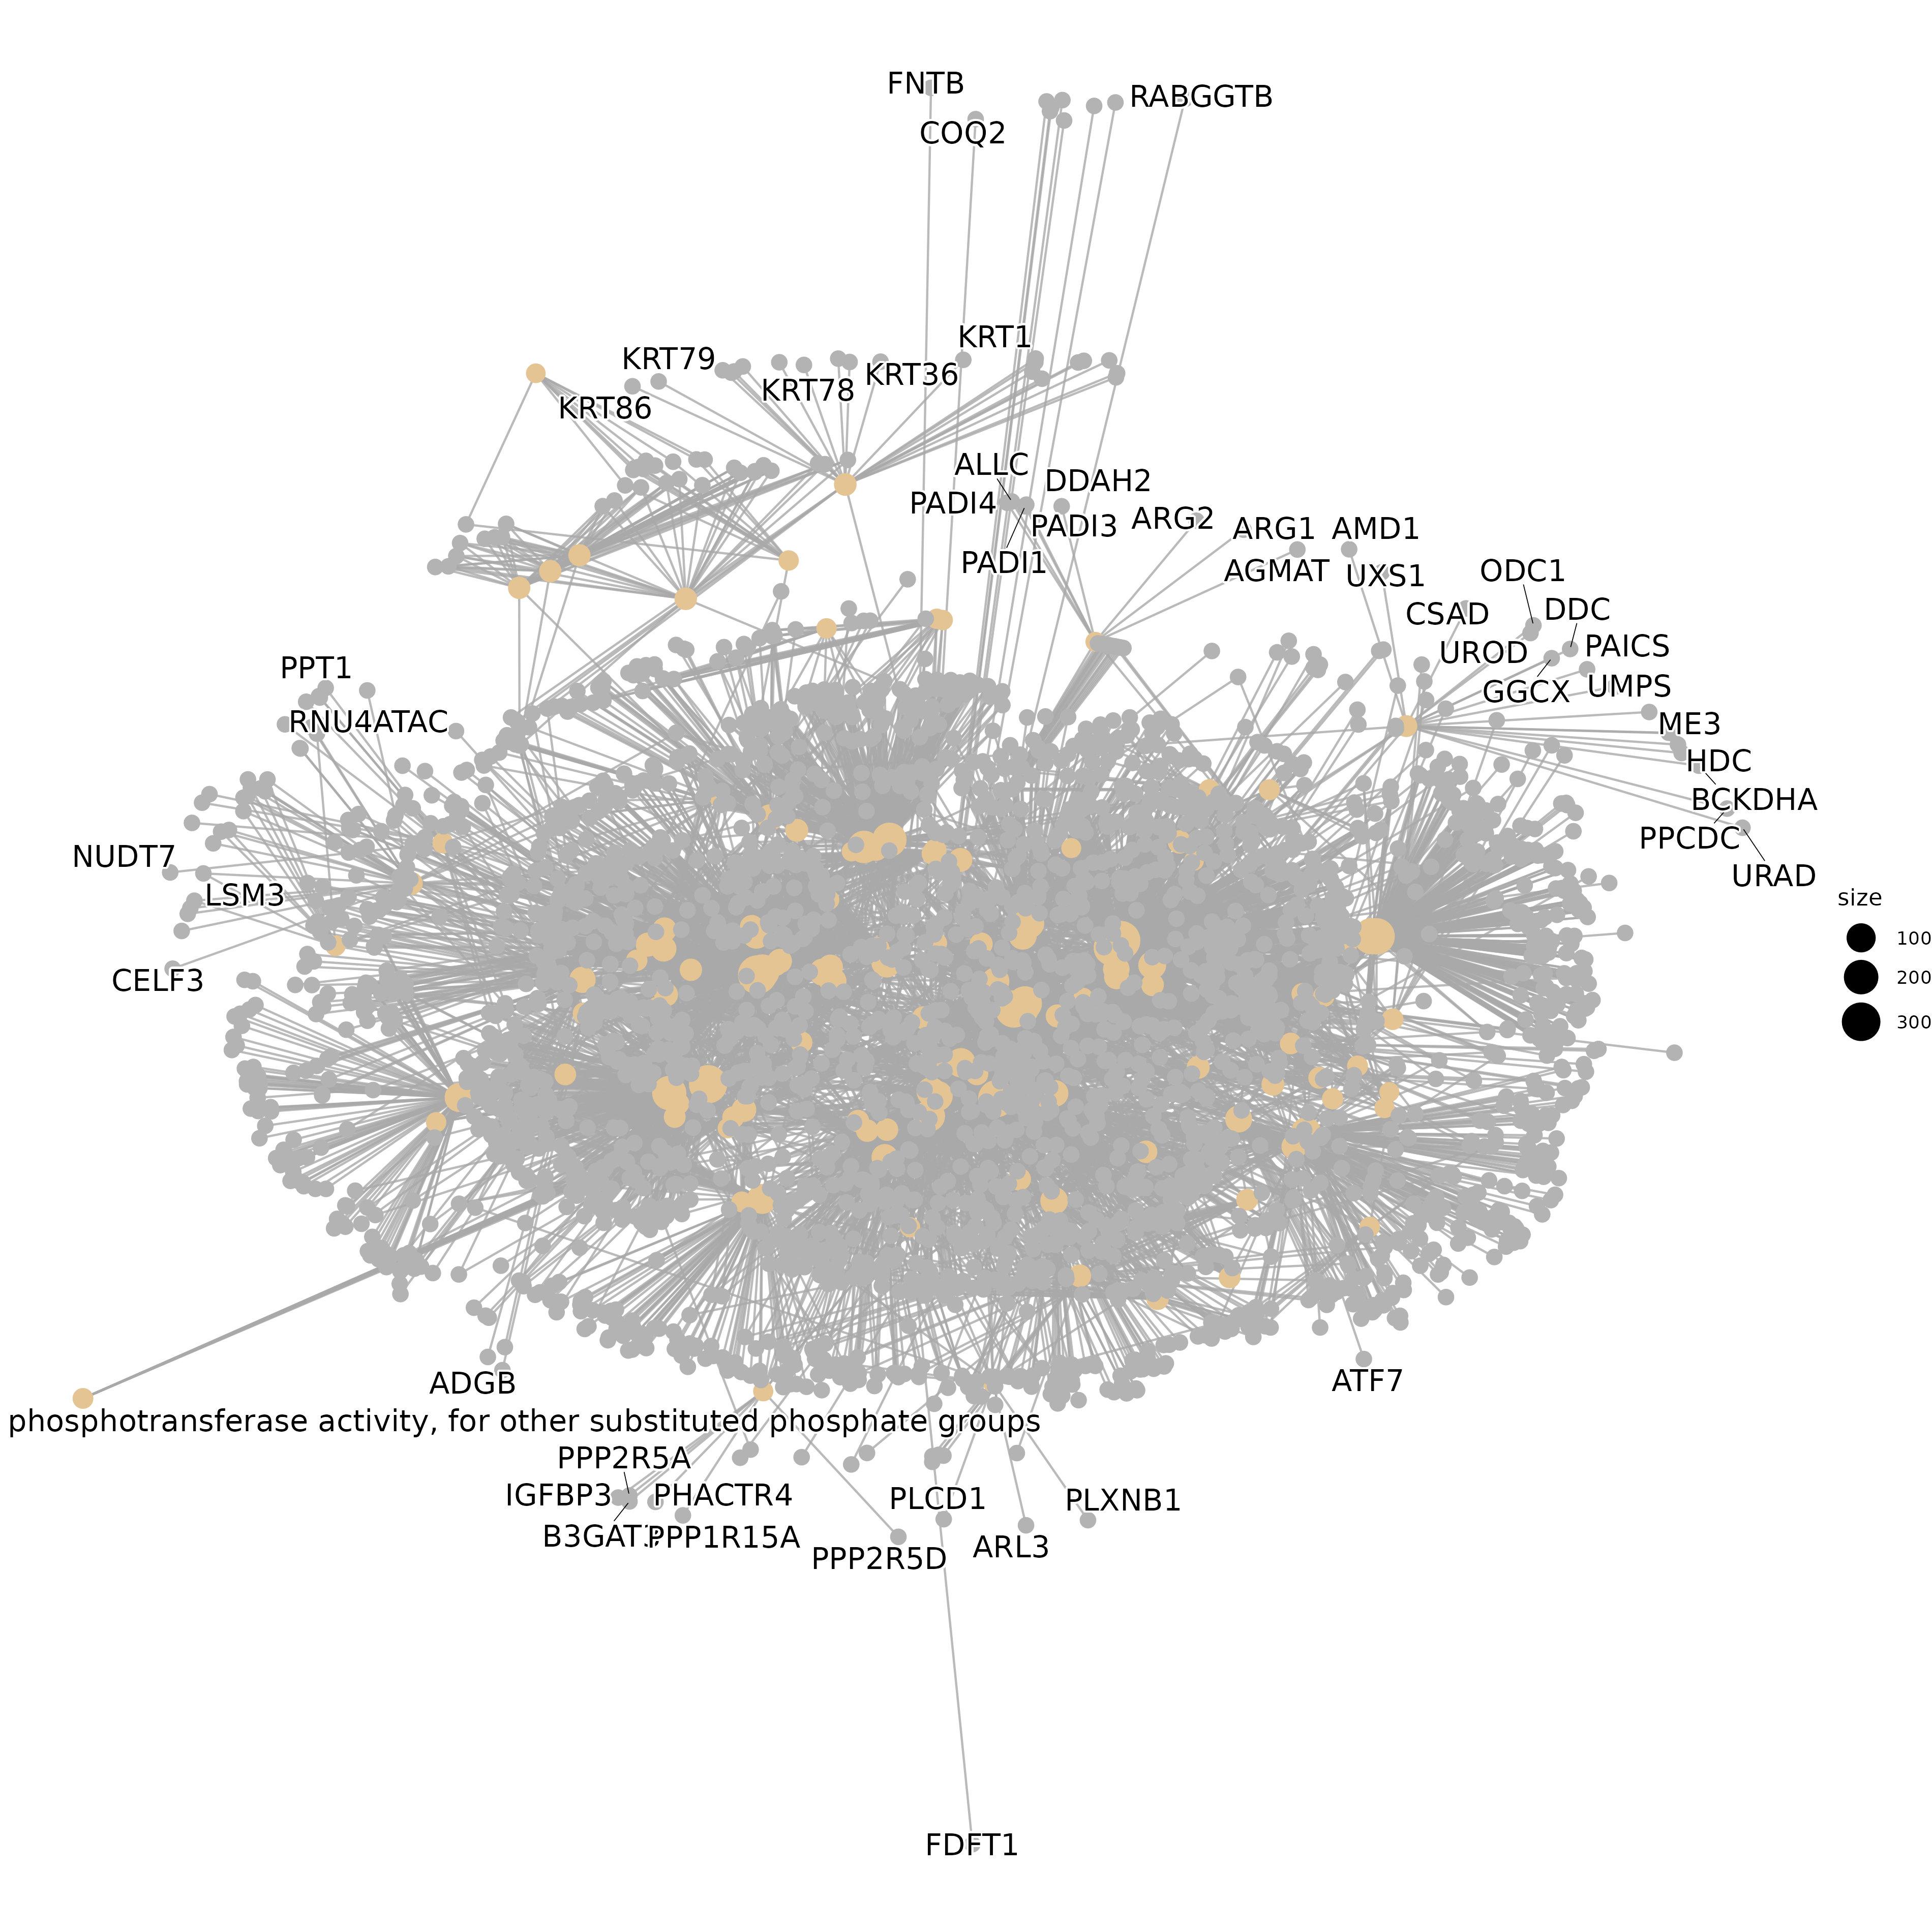 FNTB
RABGGTB
COQ2
KRT1
KRT79
KRT36
KRT78
KRT86
ALLC
DDAH2
PADI4
ARG2
PADI3
ARG1
AMD1
PADI1
AGMAT
UXS1
ODC1
CSAD
DDC
UROD
PAICS
PPT1
GGCX
UMPS
RNU4ATAC
ME3
HDC
BCKDHA
PPCDC
NUDT7
URAD
LSM3
size
100
200
300
CELF3
ADGB
ATF7
phosphotransferase activity, for other substituted phosphate groups
PPP2R5A
IGFBP3
PHACTR4
PLCD1
PLXNB1
PPP1R15A
ARL3
PPP2R5D
FDFT1